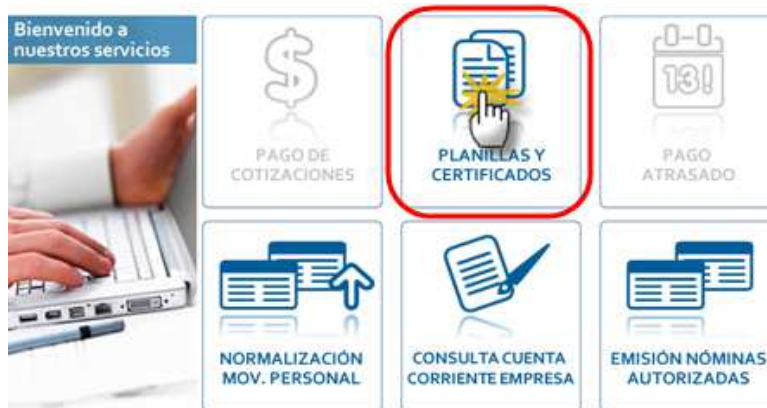 Bienvenido a
nuestros servicios
PAGO DE
COTIZACIONES
PLANILLAS Y
CERTIFICADOS
13!
PAGO
ATRASADO
NORMALIZACIÓN
MOV. PERSONAL
CONSULTA CUENTA
CORRIENTE EMPRESA
EMISIÓN NÓMINAS
AUTORIZADAS